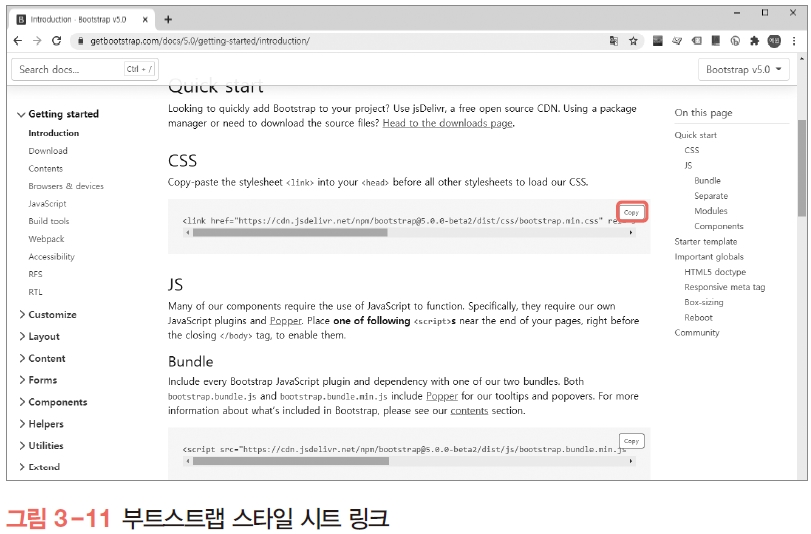 Introduction · Bootstrap v5.0
getbootstrap.com/docs/5.0/getting-started/introduction/
Search docs...
Ctrl + /
Bootstrap v5.0
Getting started
Introduction
Download
Contents
Browsers & devices
JavaScript
Build tools
Webpack
Accessibility
RFS
RTL
Customize
Layout
Content
Forms
Components
Helpers
Utilities
Extend
Quick start
Looking to quickly add Bootstrap to your project? Use jsDelivr, a free open source CDN. Using a package
manager or need to download the source files? Head to the downloads page.
CSS
Copy-paste the stylesheet <link> into your <head> before all other stylesheets to load our CSS.
Copy
<link href="https://cdn.jsdelivr.net/npm/bootstrap@5.0.0-beta2/dist/css/bootstrap.min.css" re
JS
Many of our components require the use of JavaScript to function. Specifically, they require our own
JavaScript plugins and Popper. Place one of following <script>s near the end of your pages, right before
the closing </body> tag, to enable them.
Bundle
Include every Bootstrap JavaScript plugin and dependency with one of our two bundles. Both
bootstrap.bundle.js and bootstrap.bundle.min.js include Popper for our tooltips and popovers. For more
information about what's included in Bootstrap, please see our contents section.
Copy
<script src="https://cdn.jsdelivr.net/npm/bootstrap@5.0.0-beta2/dist/js/bootstrap.bundle.min.js"
On this page
Quick start
CSS
JS
Bundle
Separate
Modules
Components
Starter template
Important globals
HTML5 doctype
Responsive meta tag
Box-sizing
Reboot
Community
그림 3-11 부트스트랩 스타일 시트 링크